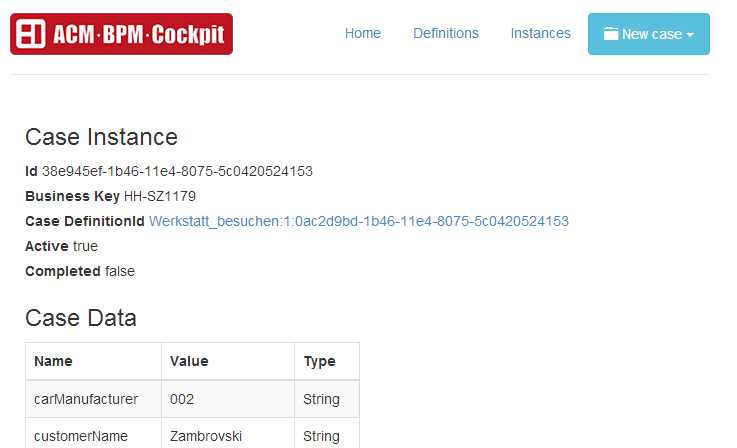 ACM·BPM·Cockpit Home Definitions Instances New case
Case Instance
Id 38e945ef-1b46-11e4-8075-5c0420524153
Business Key HH-SZ1179
Case DefinitionId Werkstatt_besuchen:1:0ac2d9bd-1b46-11e4-8075-5c0420524153
Active true
Completed false
Case Data
Name Value Type
carManufacturer 002 String
customerName Zambrovski String